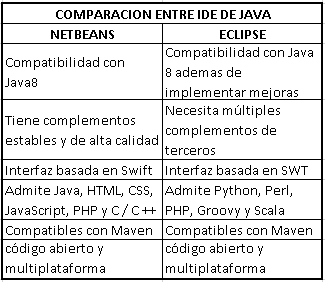 COMPARACION ENTRE IDE DE JAVA
NETBEANS
ECLIPSE
Compatibilidad con
Java8
Compatibilidad con Java
8 ademas de
implementar mejoras
Tiene complementos
estables y de alta calidad
Necesita múltiples
complementos de
terceros
Interfaz basada en Swift
Interfaz basada en SWT
Admite Java, HTML, CSS,
JavaScript, PHP y C / C ++
Admite Python, Perl,
PHP, Groovy y Scala
Compatibles con Maven
Compatibles con Maven
código abierto y
multiplataforma
código abierto y
multiplataforma